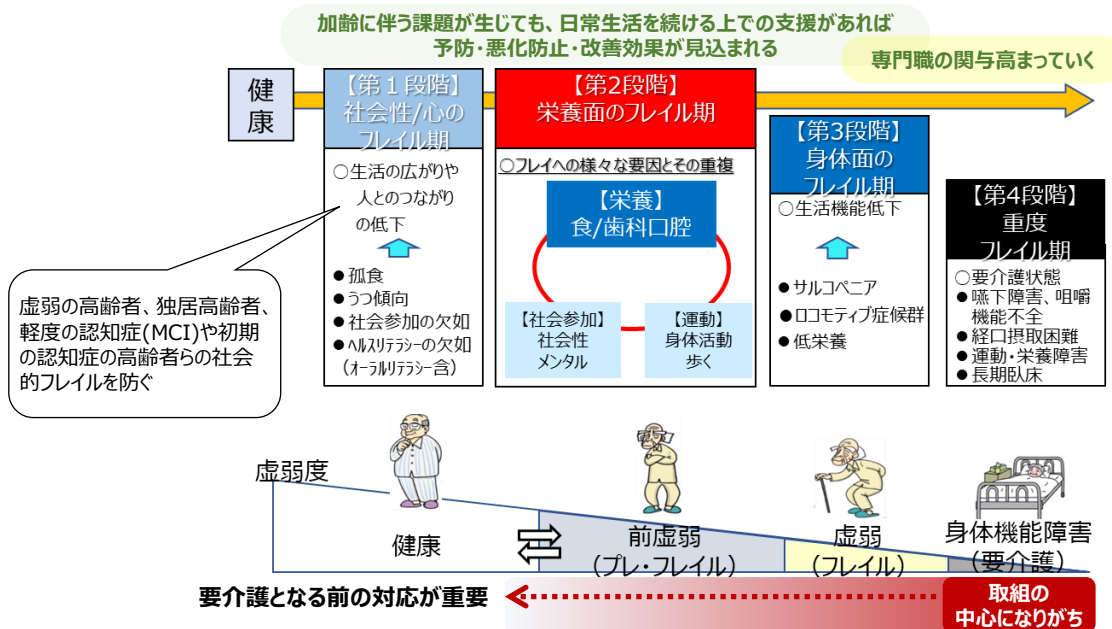 加齢に伴う課題が生じても、日常生活を続ける上での支援があれば
予防・悪化防止・改善効果が見込まれる
専門職の関与高まっていく
健
康
【第１段階】
社会性/心の
フレイル期
○生活の広がりや
人とのつながり
の低下
●孤食
●うつ傾向
●社会参加の欠如
●ﾍﾙｽﾘﾃﾗｼｰの欠如
(ｵｰﾗﾙﾘﾃﾗｼｰ含)
【第2段階】
栄養面のフレイル期
○フレイへの様々な要因とその重複
【栄養】
食/歯科口腔
【社会参加】
社会性
メンタル
【運動】
身体活動
歩く
【第3段階】
身体面の
フレイル期
○生活機能低下
●サルコペニア
●ロコモティブ症候群
●低栄養
【第4段階】
重度
フレイル期
○要介護状態
●嚥下障害、咀嚼
機能不全
●経口摂取困難
●運動・栄養障害
●長期臥床
虚弱の高齢者、独居高齢者、
軽度の認知症(MCI)や初期
の認知症の高齢者らの社会
的フレイルを防ぐ
虚弱度
健康
前虚弱
(プレ・フレイル)
虚弱
(フレイル)
身体機能障害
(要介護)
要介護となる前の対応が重要
取組の
中心になりがち